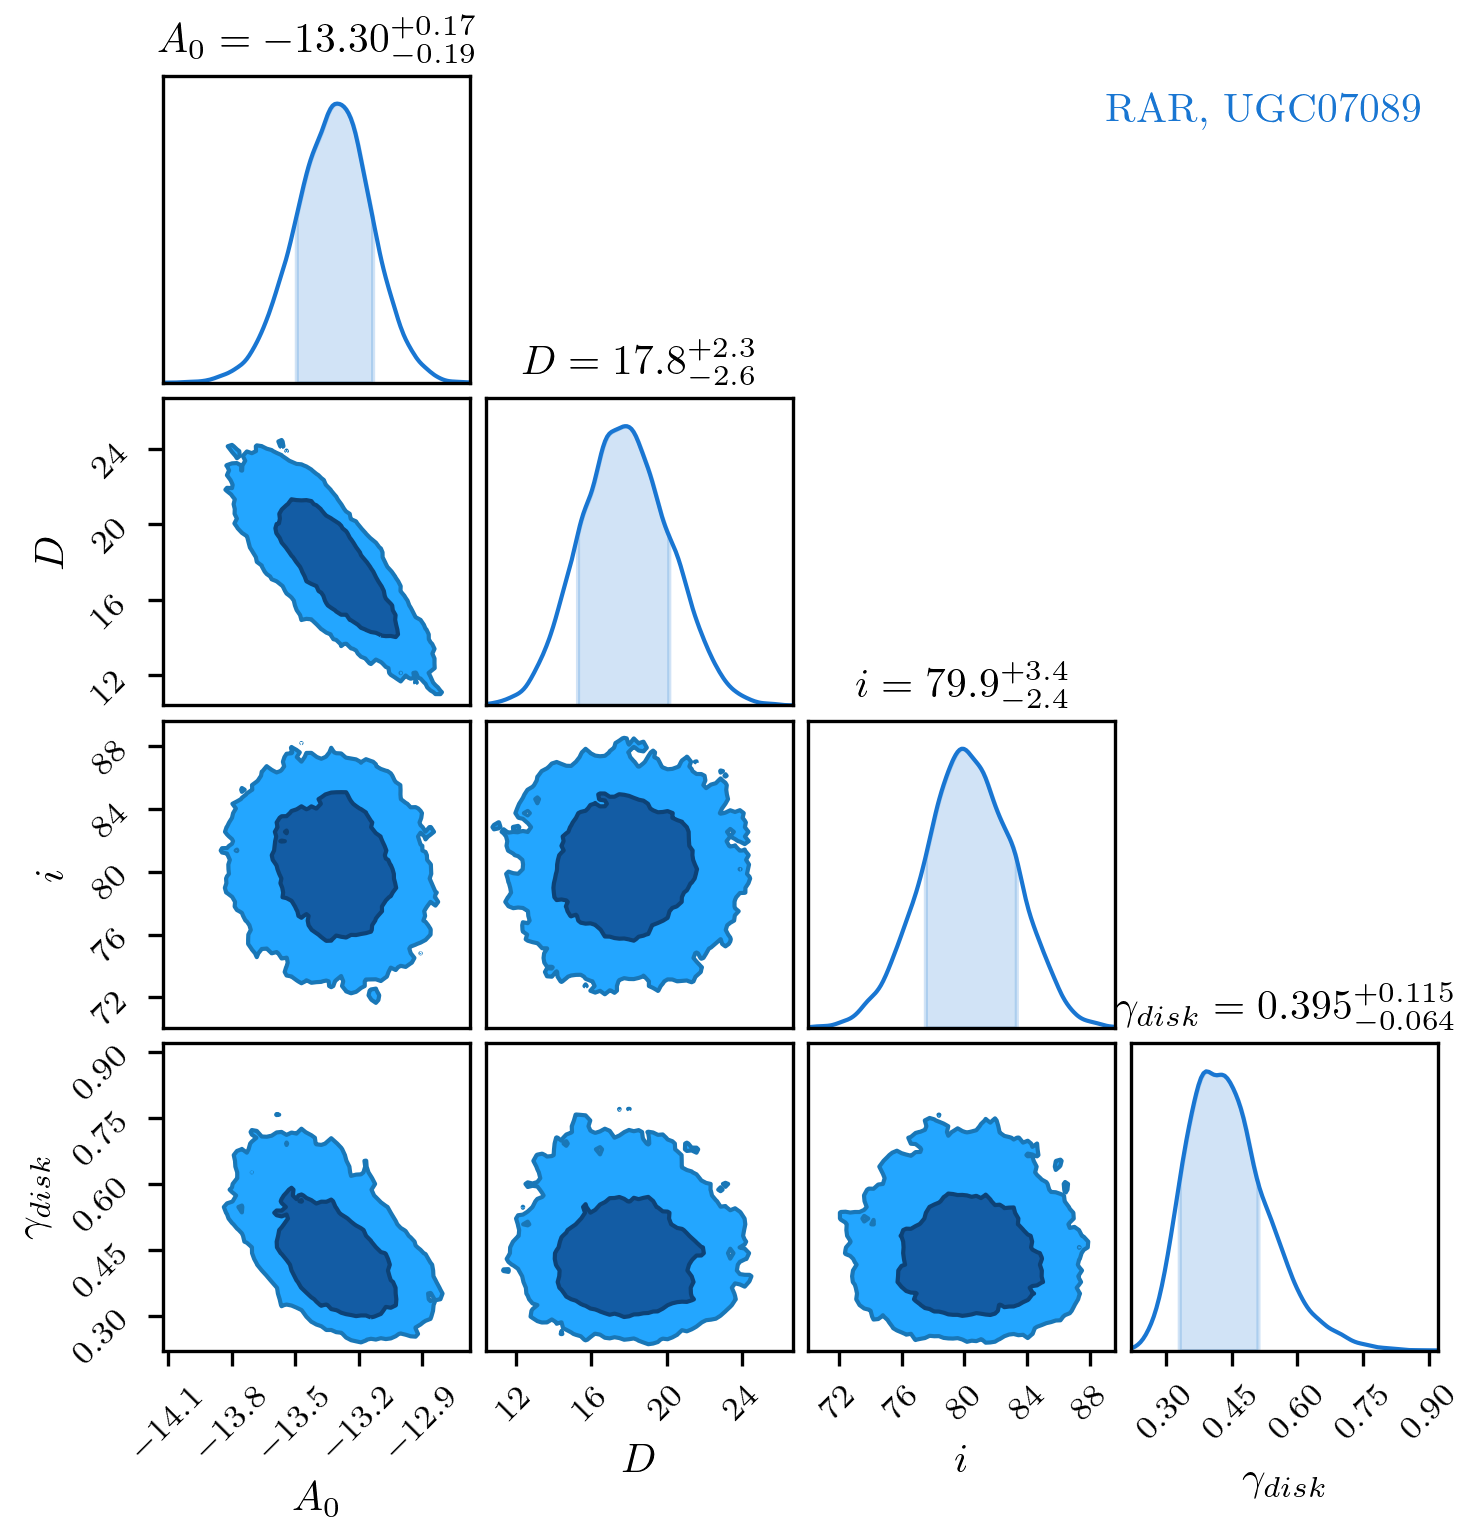 A_0 = −13.30^{+0.17}_{−0.19}
RAR, UGC07089
D = 17.8^{+2.3}_{−2.6}
D
24
20
16
12
i = 79.9^{+3.4}_{−2.4}
i
88
84
80
76
72
γ_{disk} = 0.395^{+0.115}_{−0.064}
γ_{disk}
0.90
0.75
0.60
0.45
0.30
−14.1 −13.8 −13.5 −13.2 −12.9
12 16 20 24
72 76 80 84 88
0.30 0.45 0.60 0.75 0.90
A_0
D
i
γ_{disk}